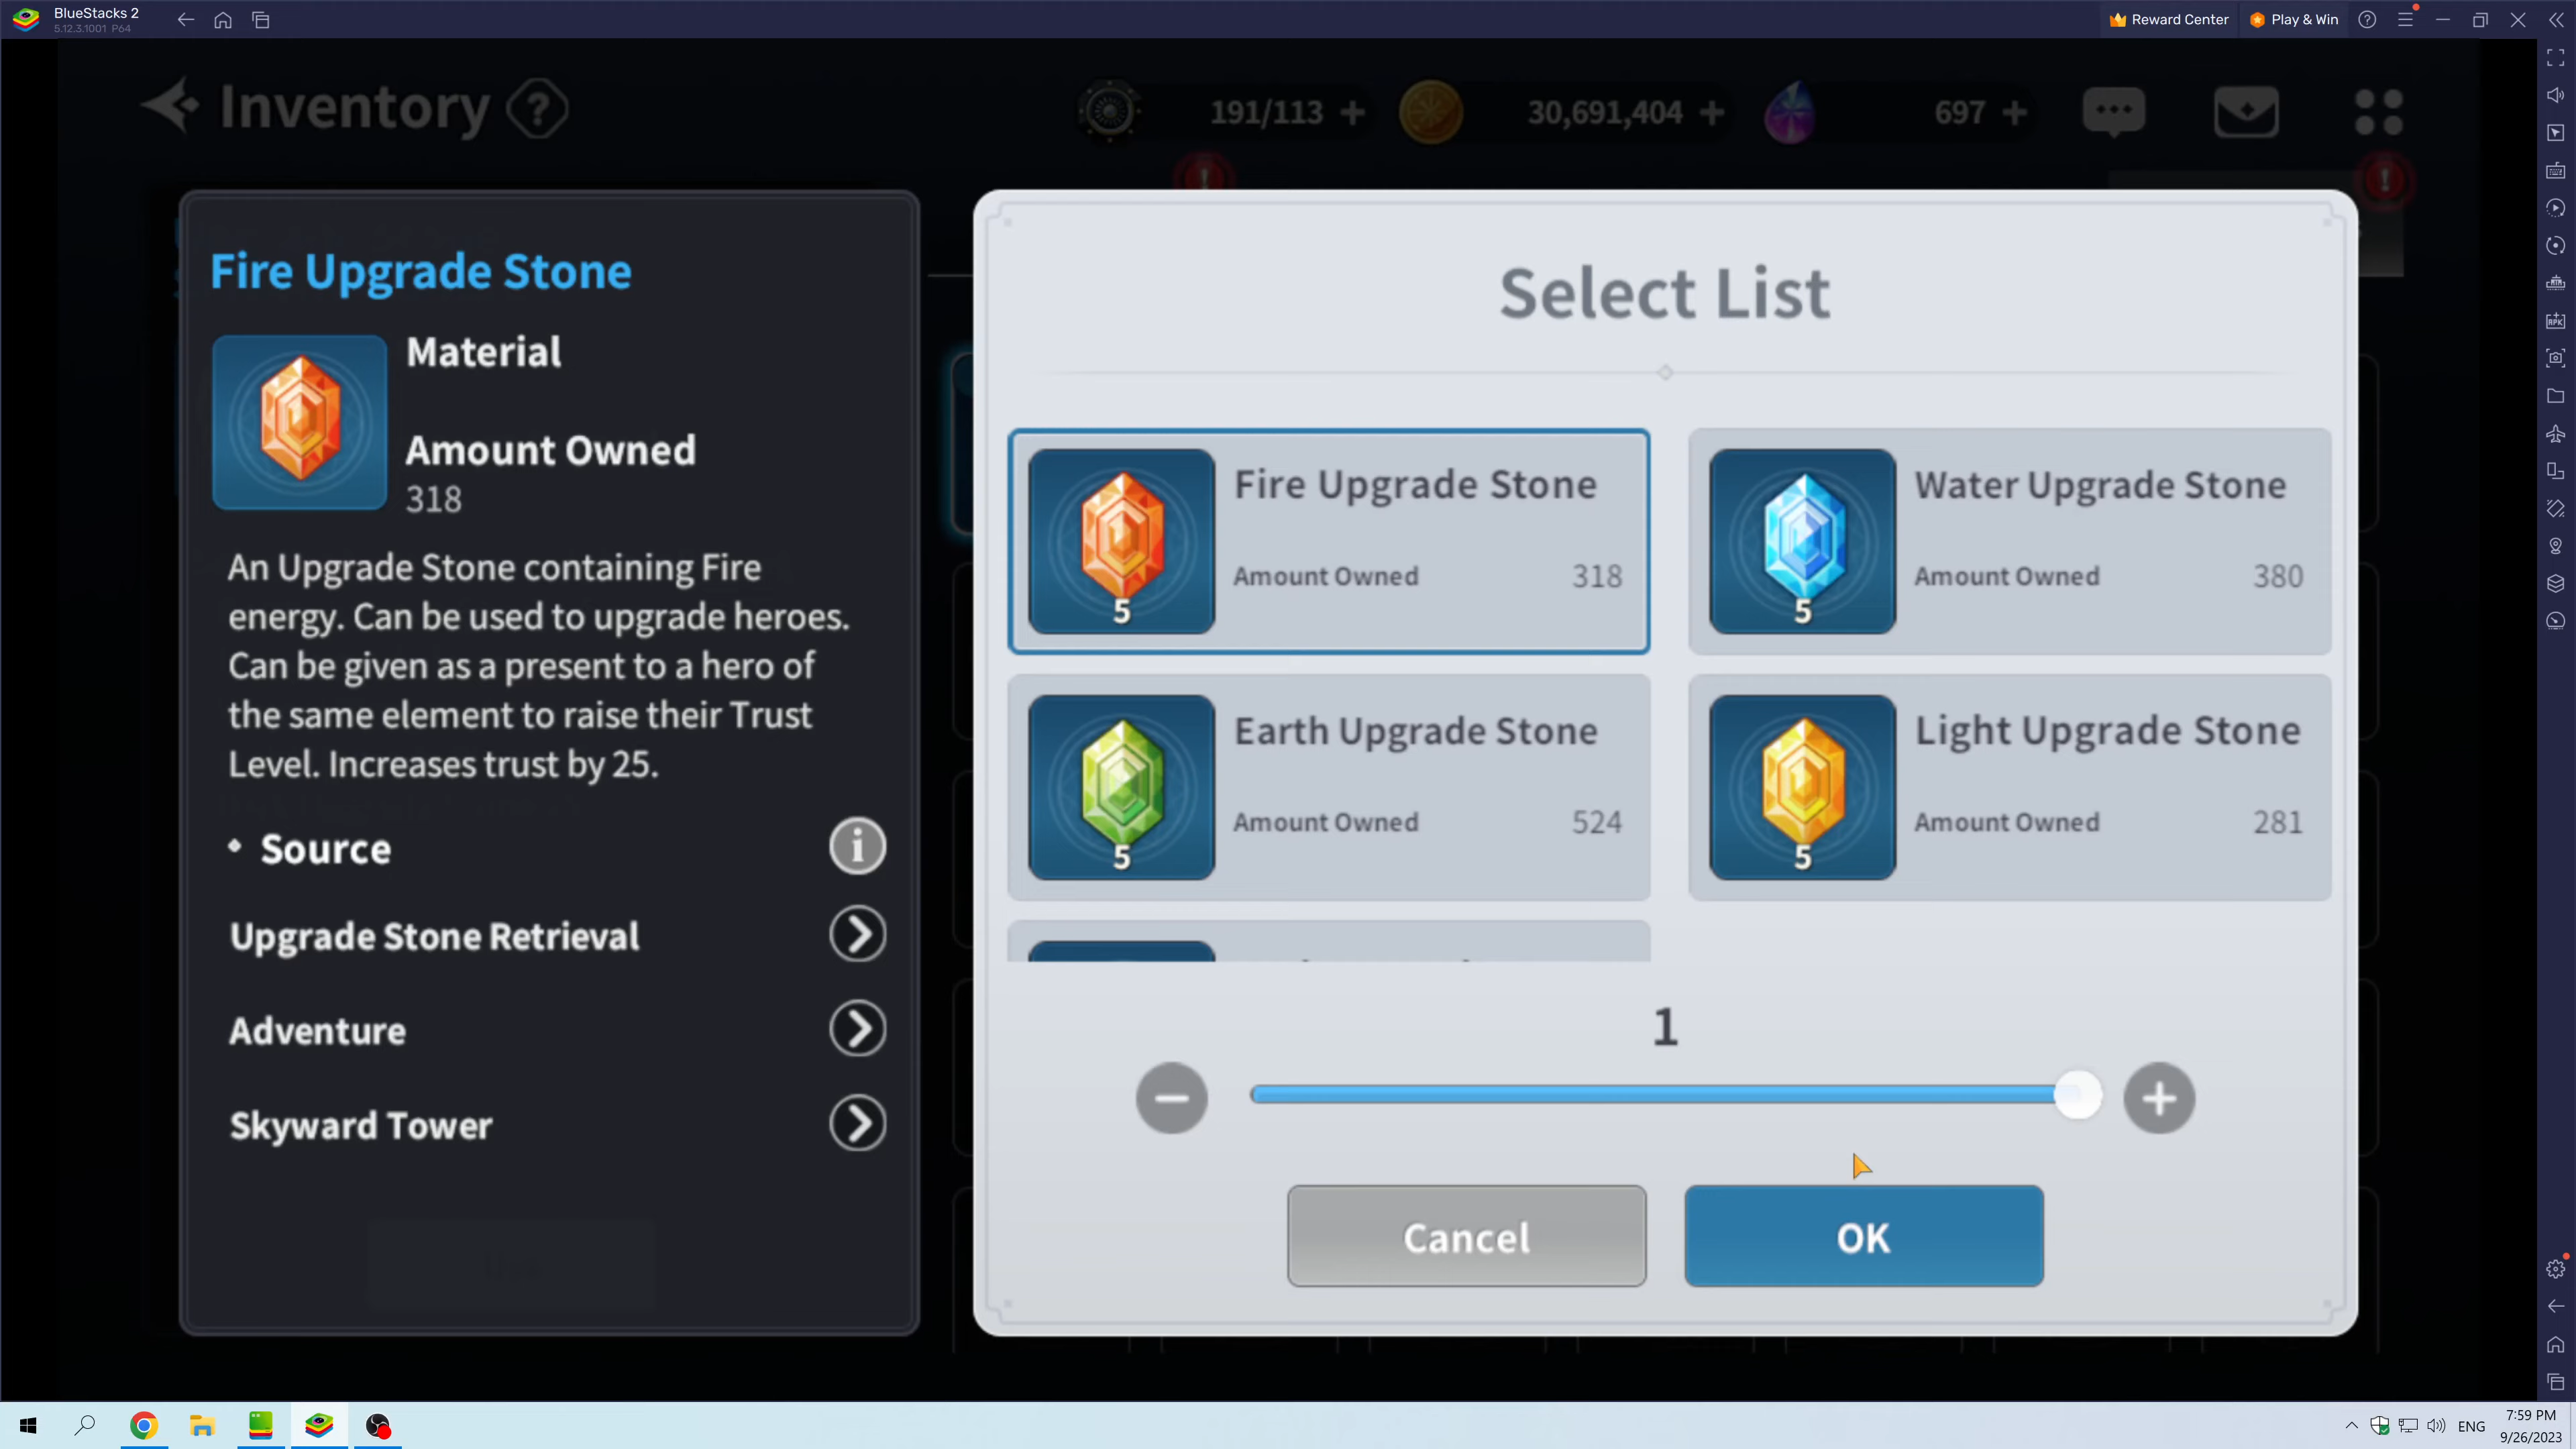 BlueStacks 2
5.12.3.1001 P64
Reward Center
Play & Win
Inventory ?
191/113 +
30,691,404 +
697 +
Fire Upgrade Stone
Material
Amount Owned
318
An Upgrade Stone containing Fire
energy. Can be used to upgrade heroes.
Can be given as a present to a hero of
the same element to raise their Trust
Level. Increases trust by 25.
Source
Upgrade Stone Retrieval
Adventure
Skyward Tower
Select List
Fire Upgrade Stone
Amount Owned 318
5
Water Upgrade Stone
Amount Owned 380
5
Earth Upgrade Stone
Amount Owned 524
5
Light Upgrade Stone
Amount Owned 281
5
1
Cancel
OK
ENG
7:59 PM
9/26/2023